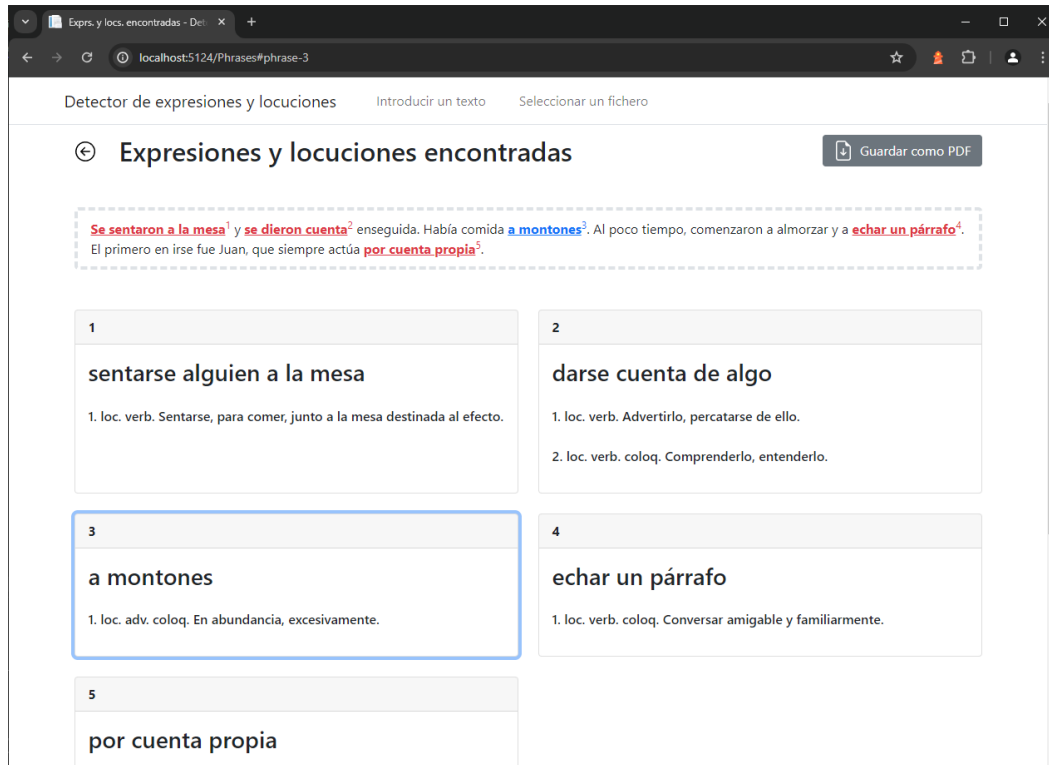 Exprs. y locs. encontradas - Det
localhost:5124/Phrases#phrase-3
Detector de expresiones y locuciones Introducir un texto Seleccionar un fichero
Expresiones y locuciones encontradas
Guardar como PDF
Se sentaron a la mesa1 y se dieron cuenta2 enseguida. Había comida a montones3. Al poco tiempo, comenzaron a almorzar y a echar un párrafo4.
El primero en irse fue Juan, que siempre actúa por cuenta propia5.
1
sentarse alguien a la mesa
1. loc. verb. Sentarse, para comer, junto a la mesa destinada al efecto.
2
darse cuenta de algo
1. loc. verb. Advertirlo, percatarse de ello.
2. loc. verb. coloq. Comprenderlo, entenderlo.
3
a montones
1. loc. adv. coloq. En abundancia, excesivamente.
4
echar un párrafo
1. loc. verb. coloq. Conversar amigable y familiarmente.
5
por cuenta propia